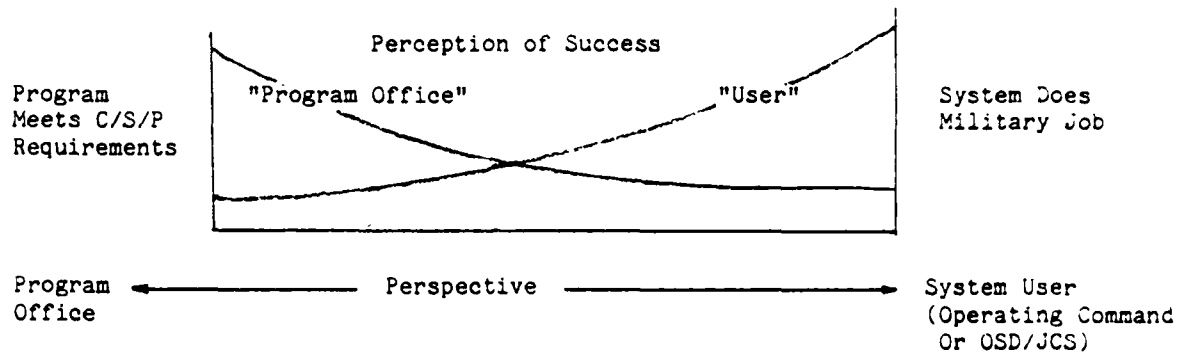 Perception of Success
Program
Meets C/S/P
Requirements
"Program Office"
"User"
System Does
Military Job
Program
Office
Perspective
System User
(Operating Command
Or OSD/JCS)